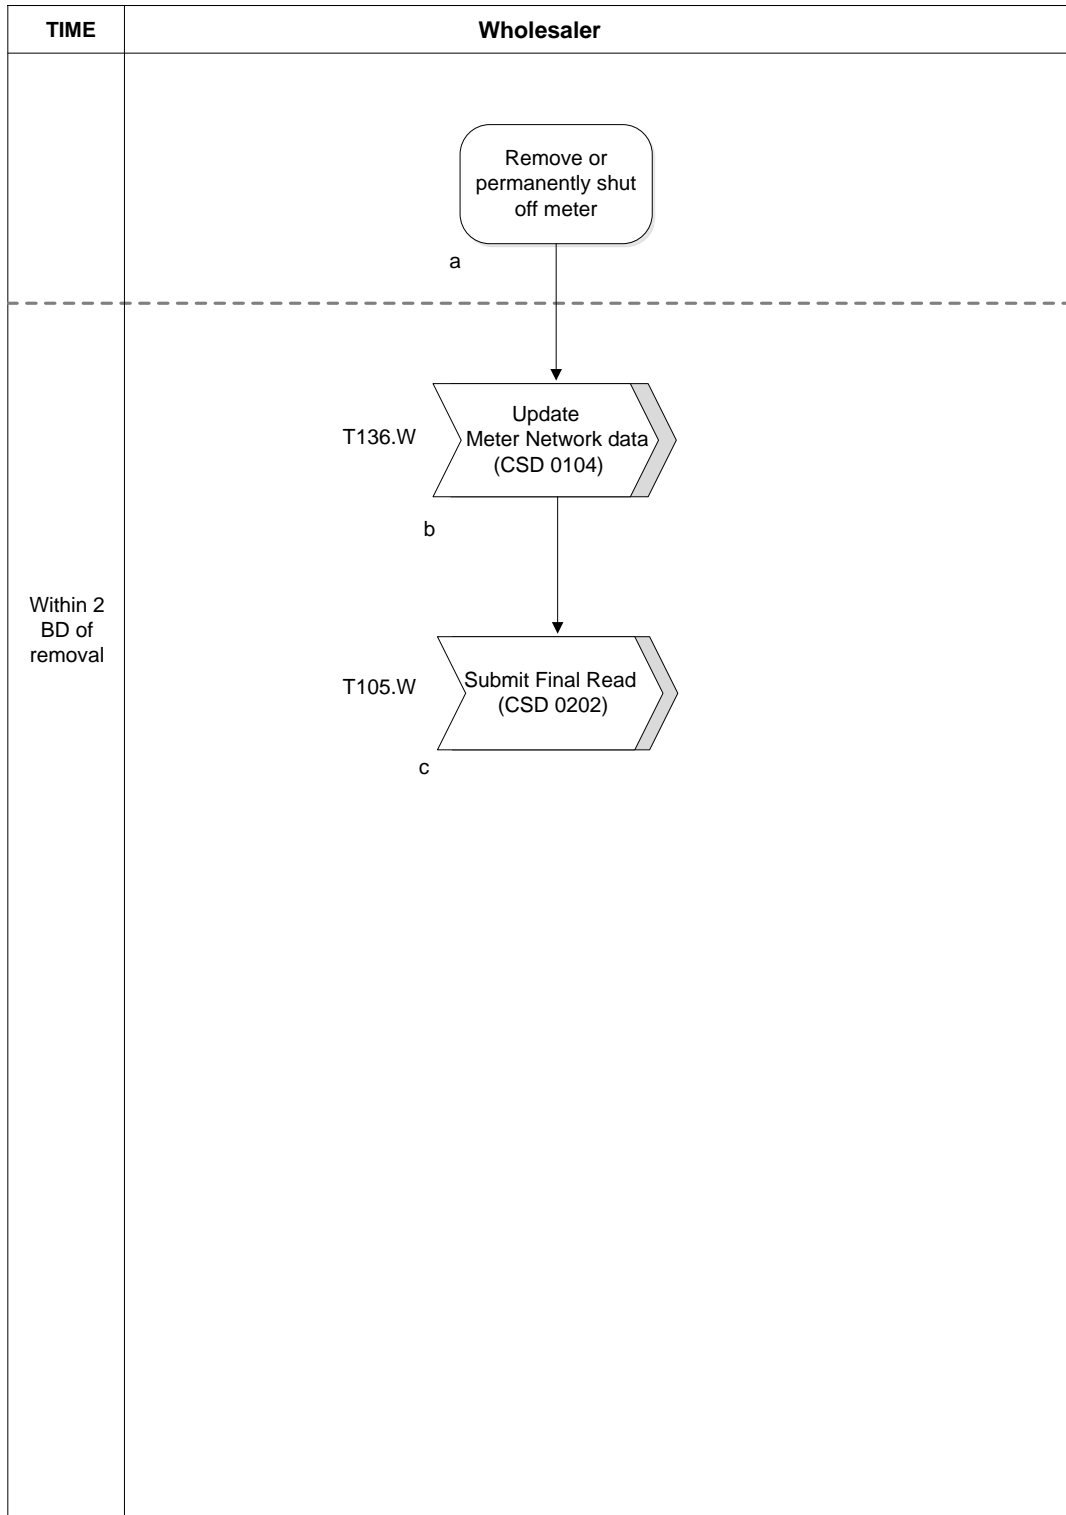 TIME
Wholesaler
Remove or
permanently shut
off meter
a
T136.W
Update
Meter Network data
(CSD 0104)
b
Within 2
BD of
removal
T105.W
Submit Final Read
(CSD 0202)
c